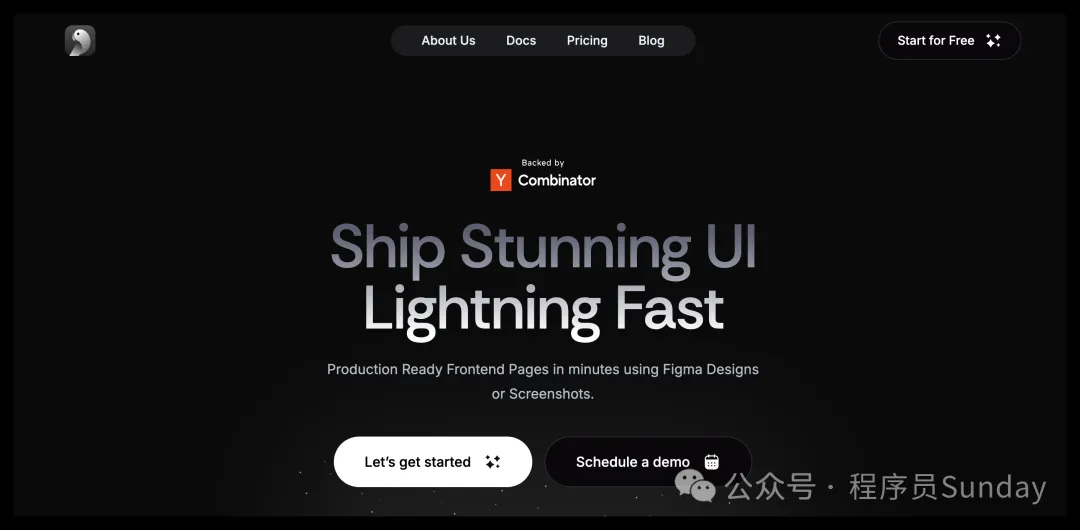 About Us Docs Pricing Blog Start for Free
Backed by
Y Combinator
Ship Stunning UI
Lightning Fast
Production Ready Frontend Pages in minutes using Figma Designs
or Screenshots.
Let's get started Schedule a demo
公众号 · 程序员Sunday